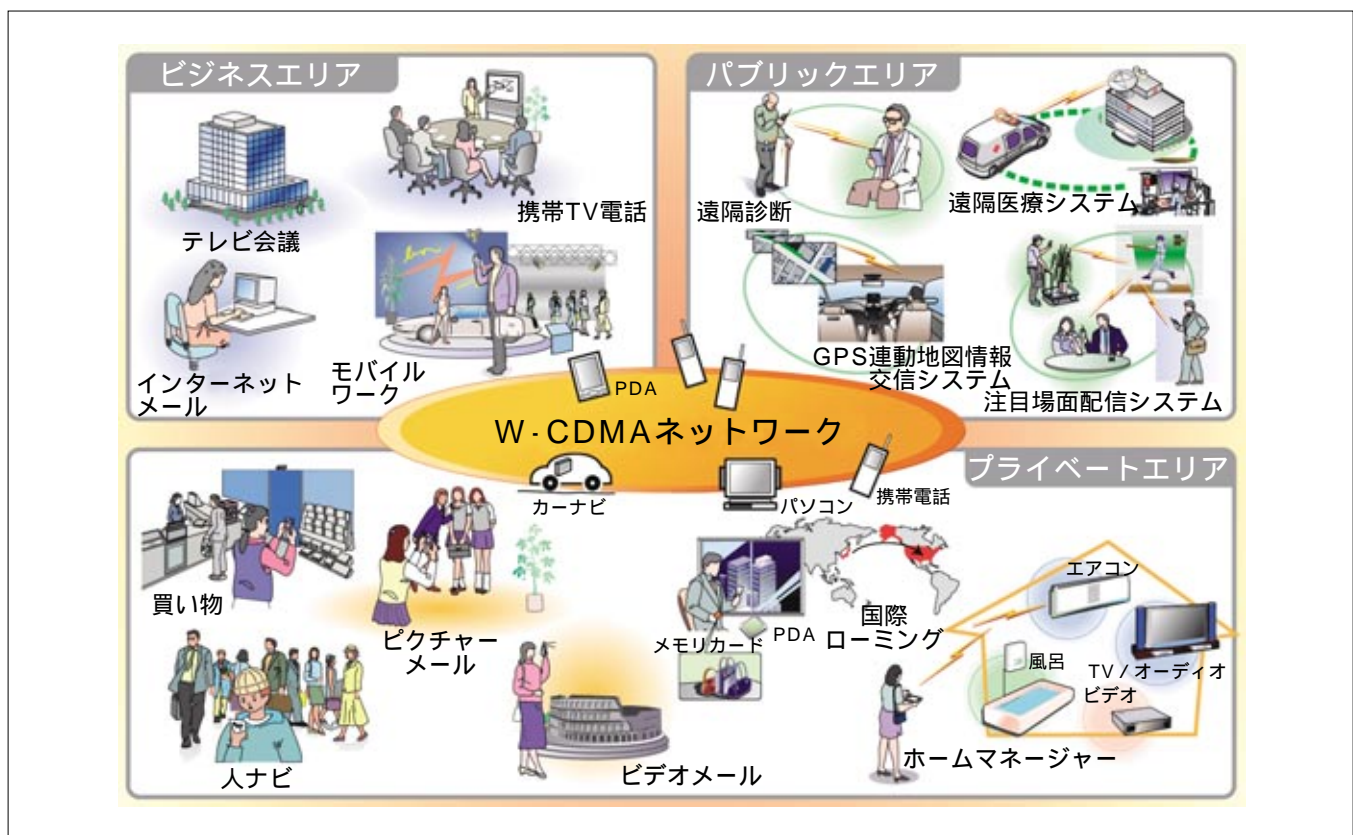 ビジネスエリア
テレビ会議
携帯TV電話
インターネット
メール
モバイル
ワーク
パブリックエリア
遠隔診断
遠隔医療システム
GPS連動地図情報
交信システム
注目場面配信システム
PDA
W-CDMAネットワーク
カーナビ
パソコン
携帯電話
プライベートエリア
買い物
ピクチャー
メール
人ナビ
ビデオメール
メモリカード
PDA
国際
ローミング
エアコン
風呂
TV/オーディオ
ビデオ
ホームマネージャー